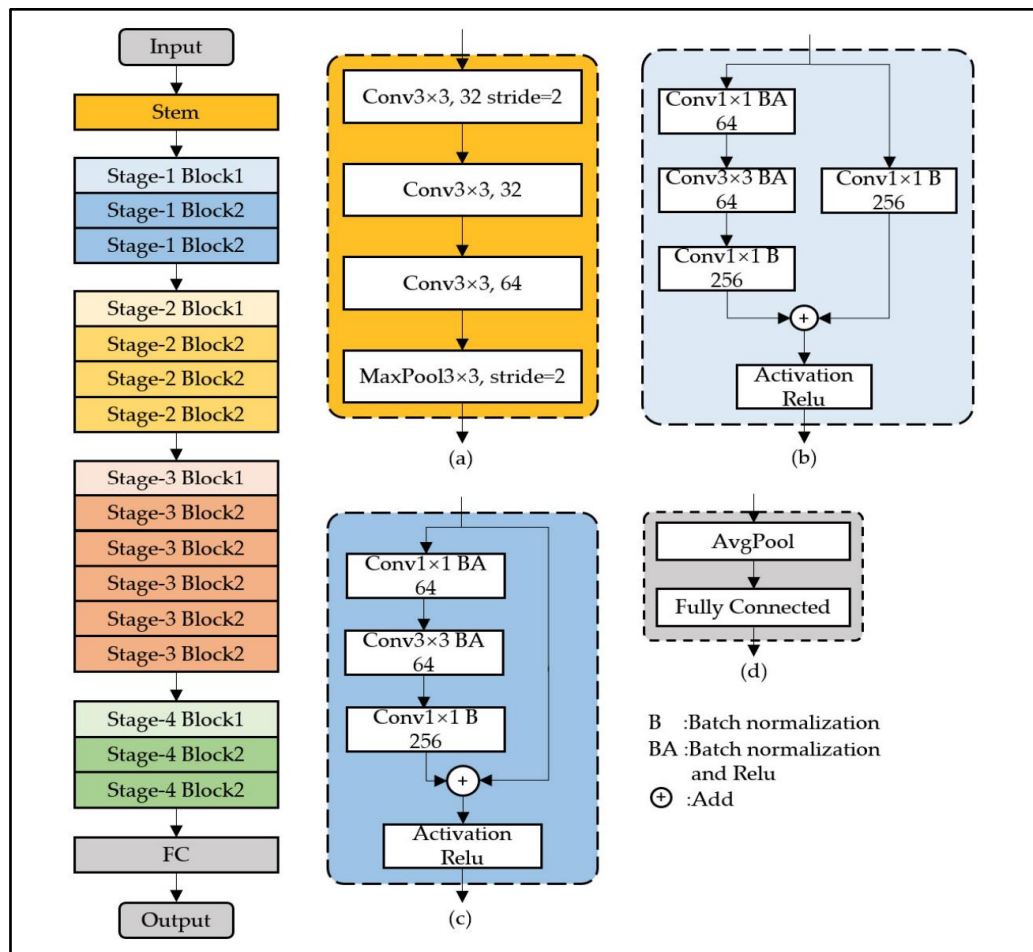 Input
Stem
Stage-1 Block1
Stage-1 Block2
Stage-1 Block2
Stage-2 Block1
Stage-2 Block2
Stage-2 Block2
Stage-2 Block2
Stage-3 Block1
Stage-3 Block2
Stage-3 Block2
Stage-3 Block2
Stage-3 Block2
Stage-3 Block2
Stage-4 Block1
Stage-4 Block2
Stage-4 Block2
FC
Output
Conv3×3, 32 stride=2
Conv3×3, 32
Conv3×3, 64
MaxPool3×3, stride=2
(a)
Conv1×1 BA
64
Conv3×3 BA
64
Conv1×1 B
256
Conv1×1 B
256
+
Activation
Relu
(b)
Conv1×1 BA
64
Conv3×3 BA
64
Conv1×1 B
256
+
Activation
Relu
(c)
AvgPool
Fully Connected
(d)
B :Batch normalization
BA :Batch normalization
and Relu
+ :Add